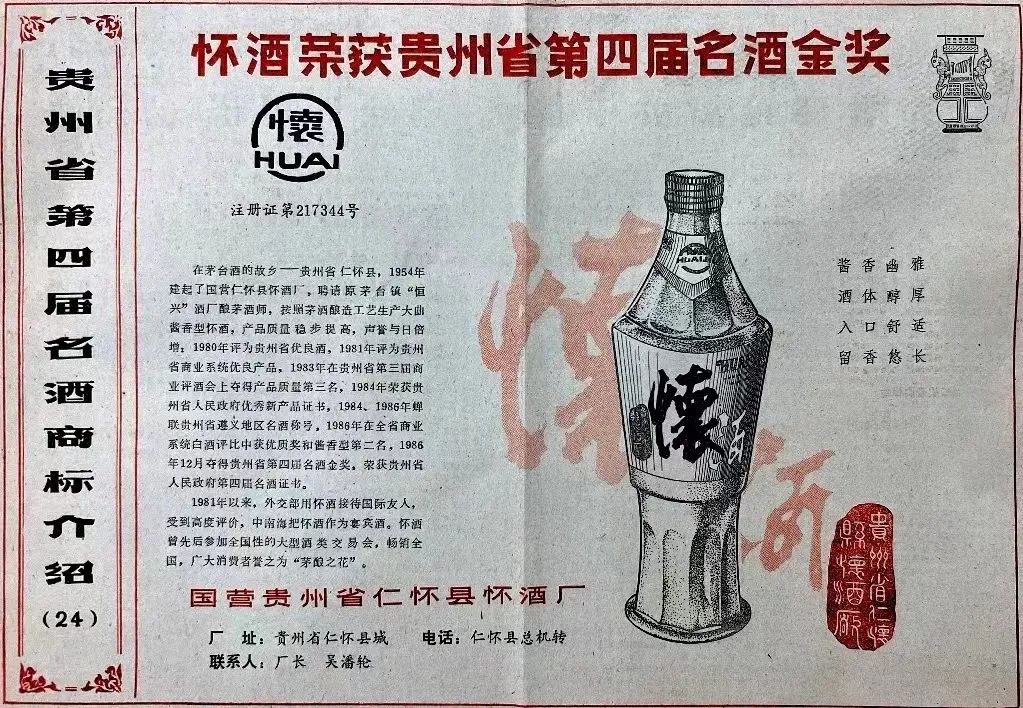 怀酒荣获贵州省第四届名酒金奖
贵州省第四届名酒商标介绍
(24)
懷
HUAI
注册证第217344号
在茅台酒的故乡——贵州省仁怀县，1954年
建起了国营仁怀县怀酒厂，聘请原茅台镇“恒
兴”酒厂酿茅酒师，按照茅酒酿造工艺生产大曲
酱香型怀酒，产品质量稳步提高，声誉与日倍
增；1980年评为贵州省优良酒，1981年评为贵州
省商业系统优良产品，1983年在贵州省第三届商
业评酒会上夺得产品质量第三名，1984年荣获贵
州省人民政府优秀新产品证书，1984、1986年蝉
联贵州省遵义地区名酒称号，1986年在全省商业
系统白酒评比中获优质奖和酱香型第二名，1986
年12月夺得贵州省第四届名酒金奖，荣获贵州省
人民政府第四届名酒证书。
1981年以来，外交部用怀酒接待国际友人，
受到高度评价，中南海把怀酒作为宴宾酒。怀酒
曾先后参加全国性的大型酒类交易会，畅销全
国，广大消费者誉之为“茅酿之花”。
国营贵州省仁怀县怀酒厂
厂 址：贵州省仁怀县城 电话：仁怀县总机转
联系人：厂长 吴潘轮
懷酒
HUAI
懷酒
酱香幽雅
酒体醇厚
入口舒适
留香悠长
貴州省仁懷
縣懷酒厰